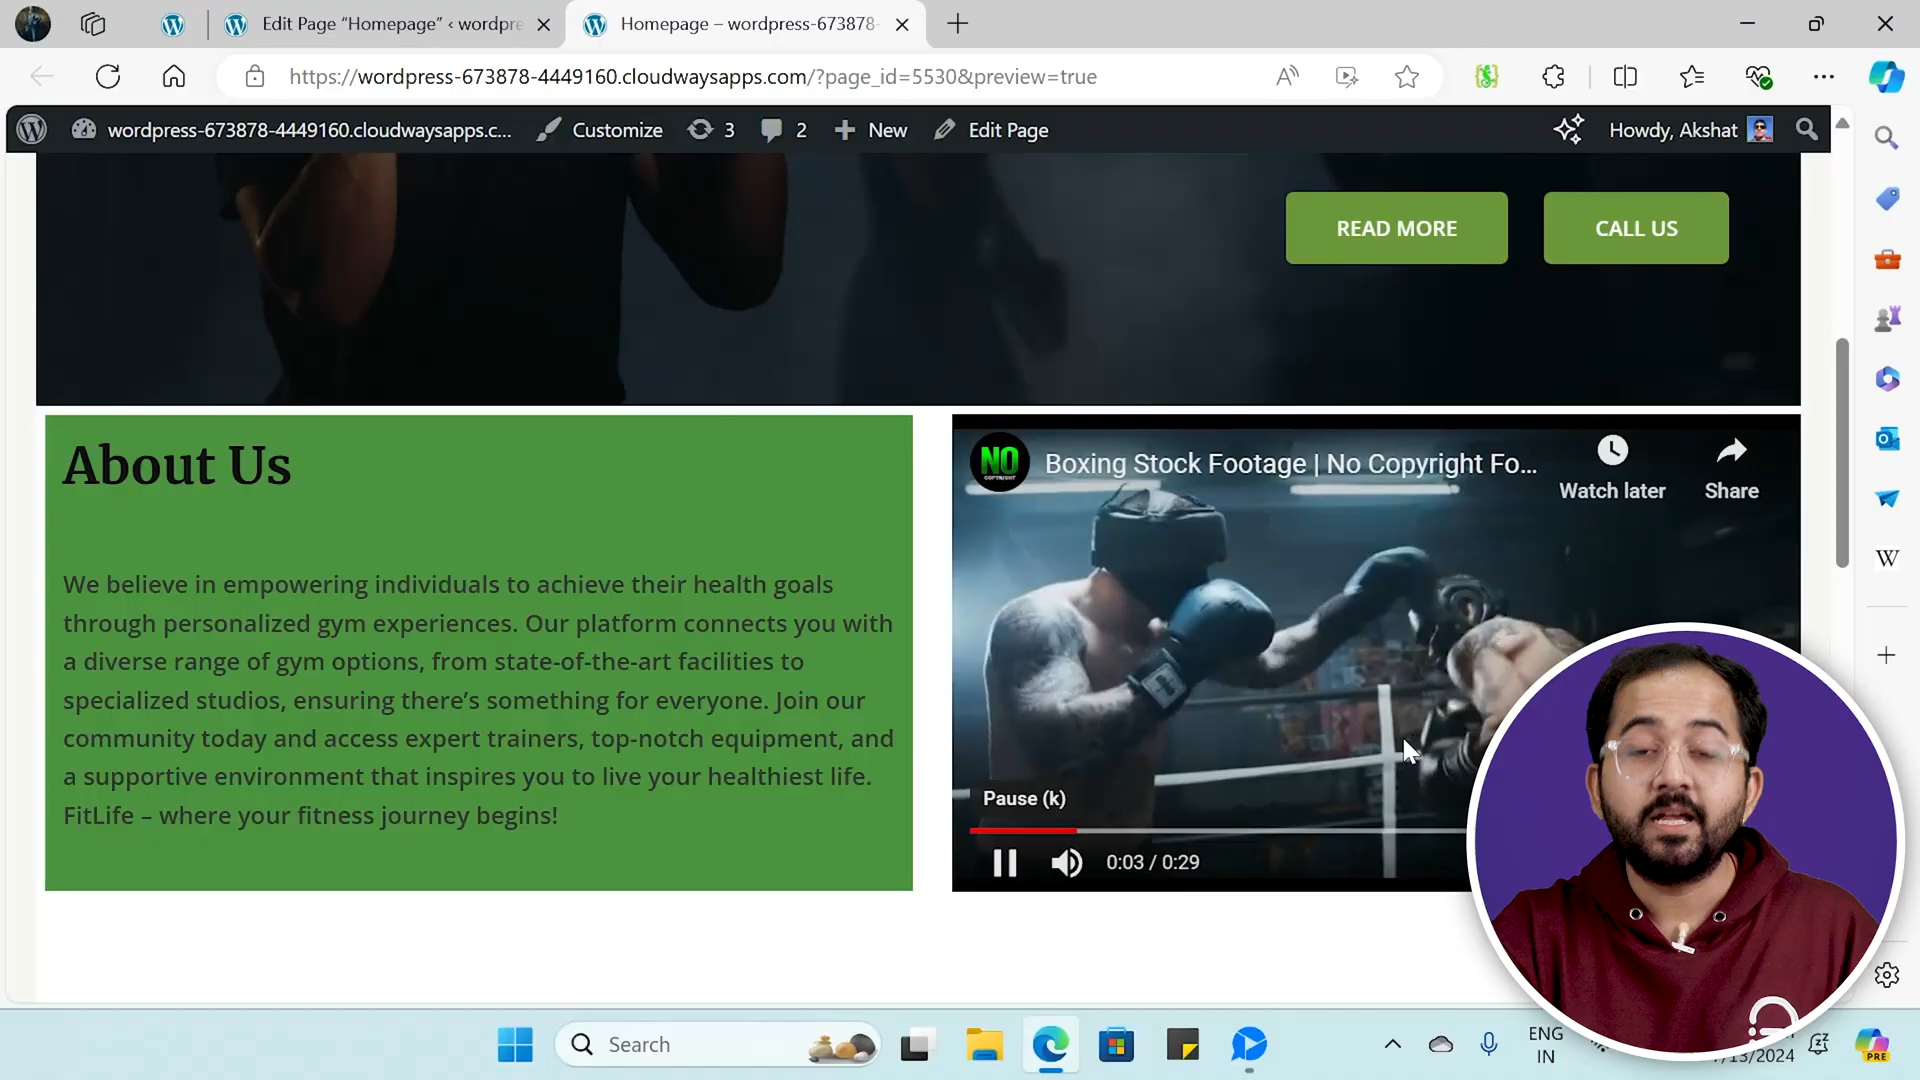 Edit Page “Homepage” ‹ wordpre
Homepage – wordpress-673878-
https://wordpress-673878-4449160.cloudwaysapps.com/?page_id=5530&preview=true
wordpress-673878-4449160.cloudwaysapps.c...
Customize
3
2
New
Edit Page
Howdy, Akshat
READ MORE
CALL US
About Us
We believe in empowering individuals to achieve their health goals
through personalized gym experiences. Our platform connects you with
a diverse range of gym options, from state-of-the-art facilities to
specialized studios, ensuring there’s something for everyone. Join our
community today and access expert trainers, top-notch equipment, and
a supportive environment that inspires you to live your healthiest life.
FitLife – where your fitness journey begins!
NO
COPYRIGHT
Boxing Stock Footage | No Copyright Fo...
Watch later
Share
Pause (k)
0:03 / 0:29
W
Search
ENG
IN
/13/2024
PRE